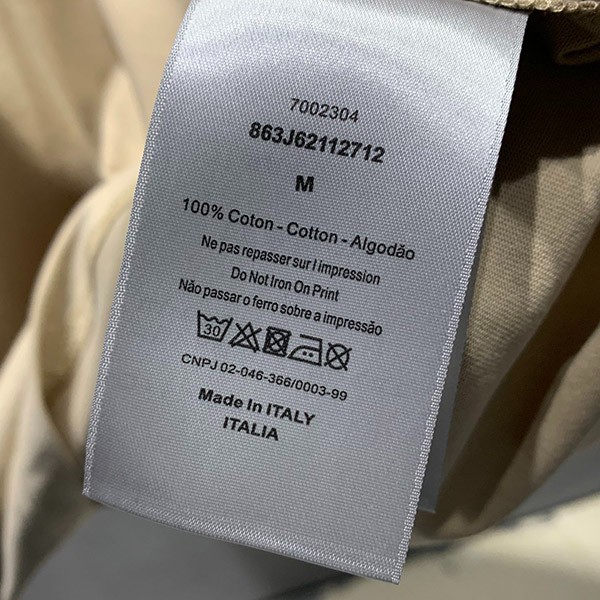 7002304
863J62112712
M
100% Coton - Cotton - Algodão
Ne pas repasser sur l impression
Do Not Iron On Print
Não passar o ferro sobre a impressão
30
CNPJ 02-046-366/0003-99
Made In ITALY
ITALIA